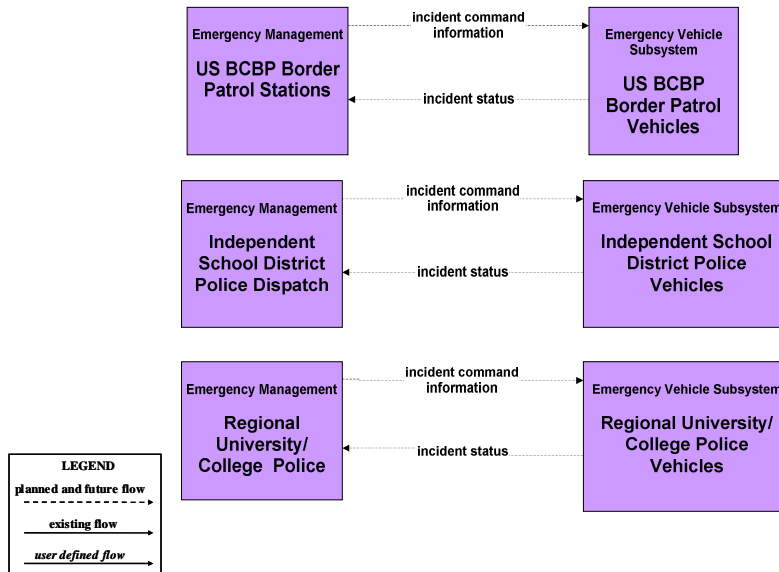 Emergency Management
US BCBP Border
Patrol Stations
incident command
information
incident status
Emergency Vehicle
Subsystem
US BCBP
Border Patrol
Vehicles
Emergency Management
Independent
School District
Police Dispatch
incident command
information
incident status
Emergency Vehicle Subsystem
Independent School
District Police
Vehicles
Emergency Management
Regional
University/
College Police
incident command
information
incident status
Emergency Vehicle Subsystem
Regional University/
College Police
Vehicles
LEGEND
planned and future flow
existing flow
user defined flow